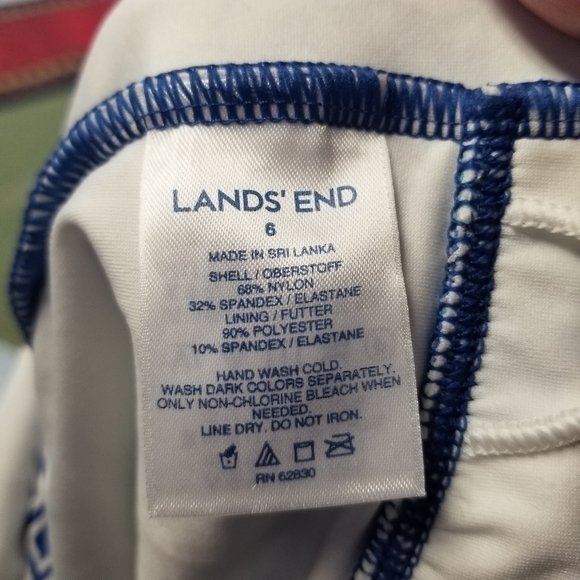 LANDS' END
6
MADE IN SRI LANKA
SHELL / OBERSTOFF
68% NYLON
32% SPANDEX / ELASTANE
LINING / FUTTER
90% POLYESTER
10% SPANDEX / ELASTANE
HAND WASH COLD.
WASH DARK COLORS SEPARATELY.
ONLY NON-CHLORINE BLEACH WHEN
NEEDED.
LINE DRY. DO NOT IRON.
RN 62830